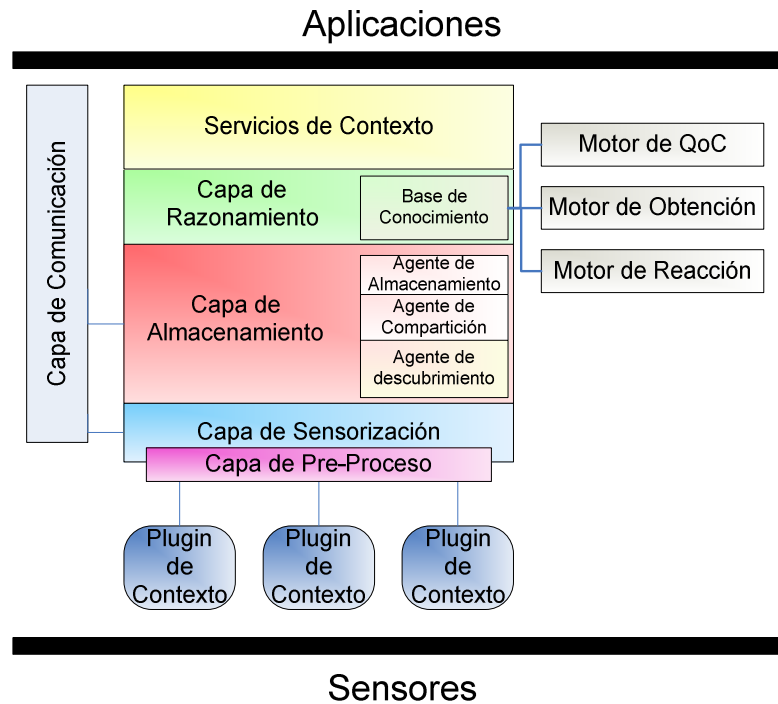 Aplicaciones
Capa de Comunicación
Servicios de Contexto
Capa de
Razonamiento
Base de
Conocimiento
Motor de QoC
Motor de Obtención
Motor de Reacción
Capa de
Almacenamiento
Agente de
Almacenamiento
Agente de
Compartición
Agente de
descubrimiento
Capa de Sensorización
Capa de Pre-Proceso
Plugin
de
Contexto
Plugin
de
Contexto
Plugin
de
Contexto
Sensores